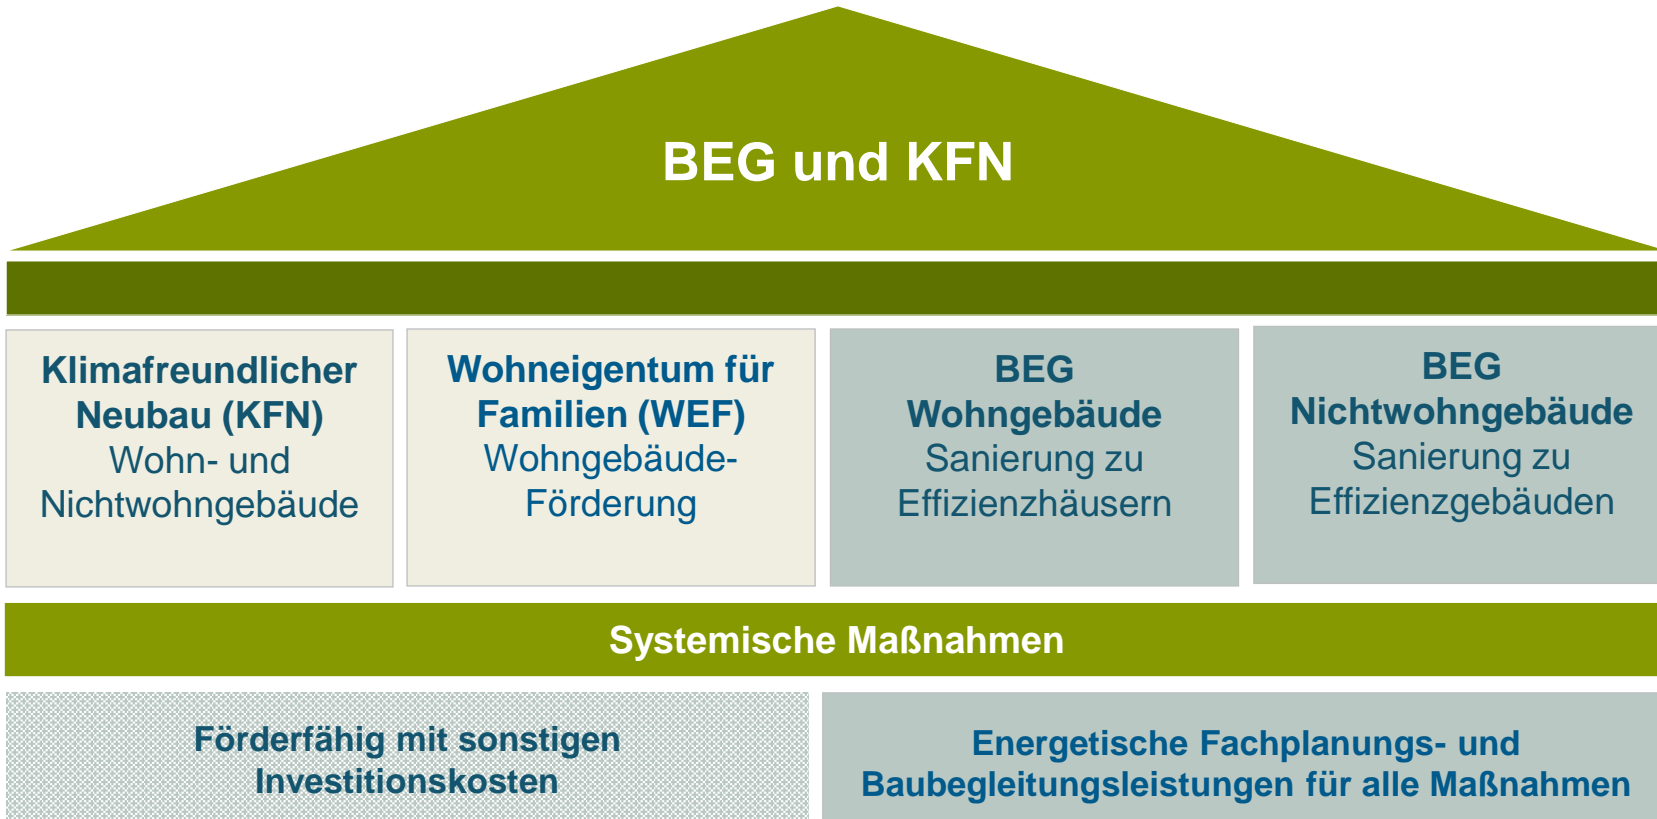 BEG und KFN
Klimafreundlicher
Neubau (KFN)
Wohn- und
Nichtwohngebäude
Wohneigentum für
Familien (WEF)
Wohngebäude-
Förderung
BEG
Wohngebäude
Sanierung zu
Effizienzhäusern
BEG
Nichtwohngebäude
Sanierung zu
Effizienzgebäuden
Systemische Maßnahmen
Förderfähig mit sonstigen
Investitionskosten
Energetische Fachplanungs- und
Baubegleitungsleistungen für alle Maßnahmen